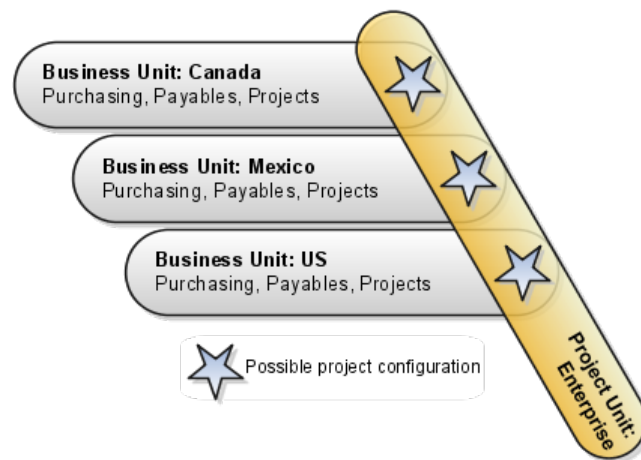 Business Unit: Canada
Purchasing, Payables, Projects
Business Unit: Mexico
Purchasing, Payables, Projects
Business Unit: US
Purchasing, Payables, Projects
Possible project configuration
Project Unit:
Enterprise